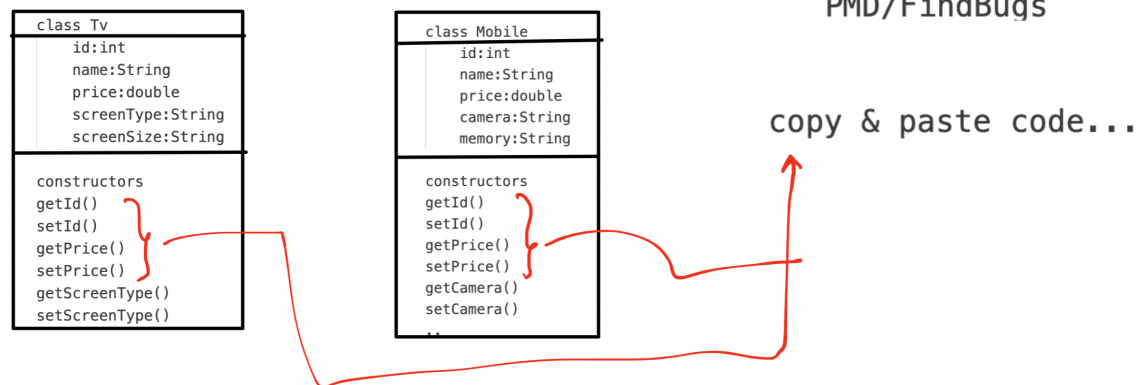 PMD/FindBugs
class Tv
id:int
name:String
price:double
screenType:String
screenSize:String
constructors
getId()
setId()
getPrice()
setPrice()
getScreenType()
setScreenType()
class Mobile
id:int
name:String
price:double
camera:String
memory:String
constructors
getId()
setId()
getPrice()
setPrice()
getCamera()
setCamera()
..
copy & paste code...